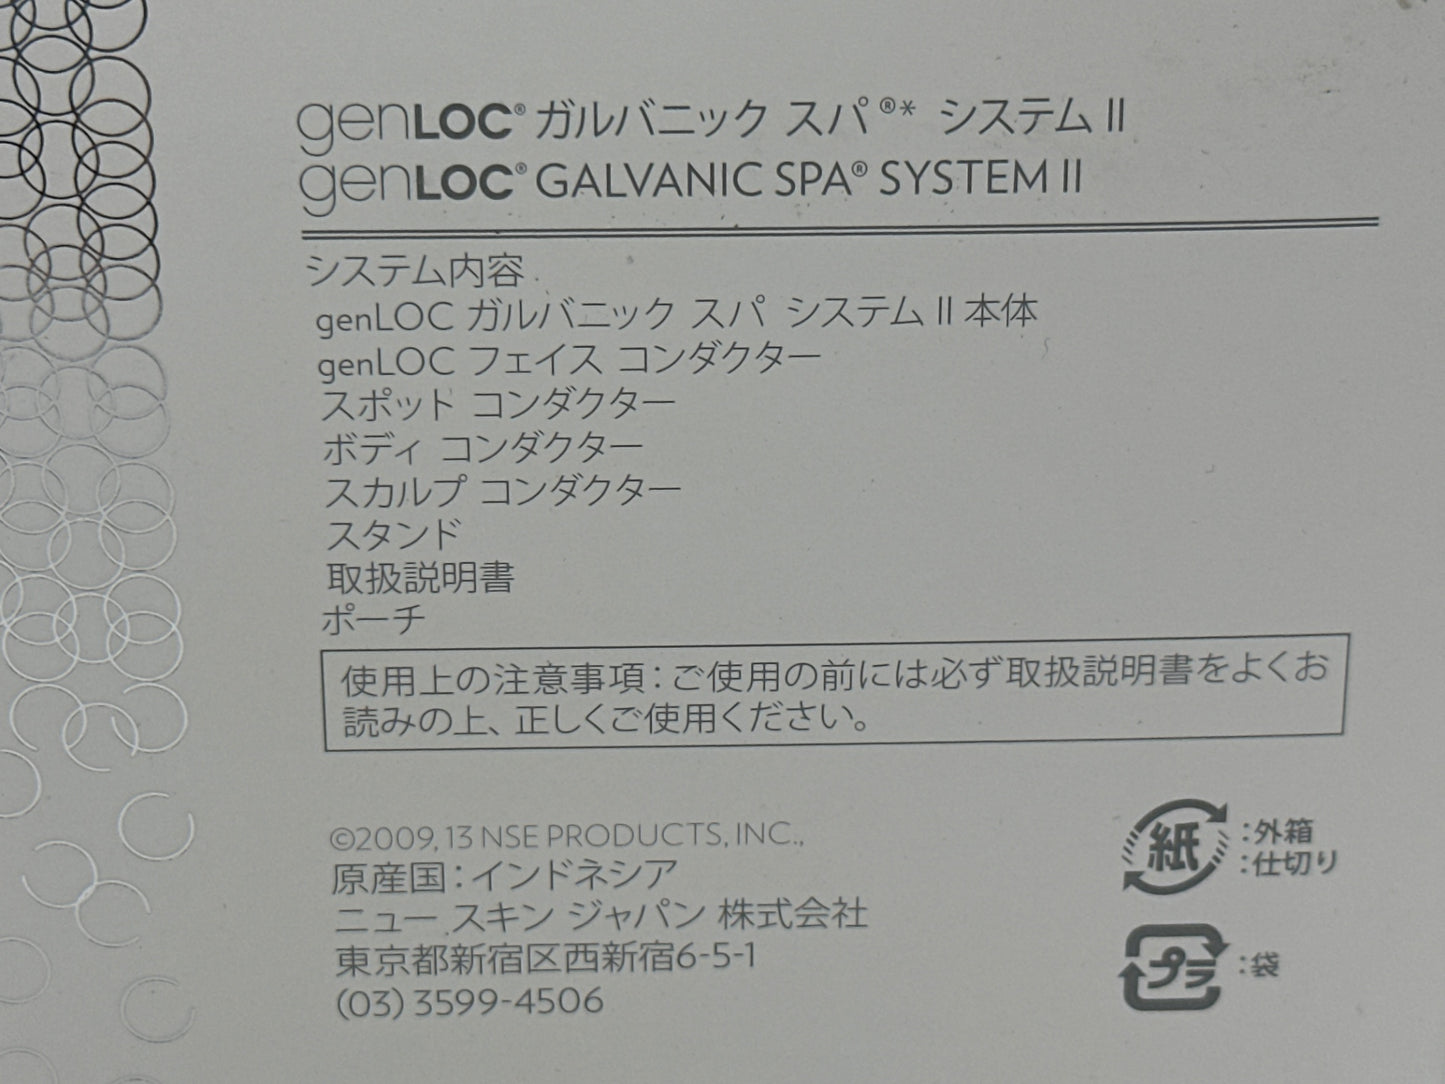 genLOC® ガルバニック スパ ®* システム II
genLOC® GALVANIC SPA® SYSTEM II
システム内容
genLOC ガルバニック スパ システム II 本体
genLOC フェイス コンダクター
スポット コンダクター
ボディ コンダクター
スカルプ コンダクター
スタンド
取扱説明書
ポーチ
使用上の注意事項：ご使用の前には必ず取扱説明書をよくお
読みの上、正しくご使用ください。
©2009, 13 NSE PRODUCTS, INC.,
原産国：インドネシア
ニュー スキン ジャパン 株式会社
東京都新宿区西新宿6-5-1
(03) 3599-4506
紙：外箱
：仕切り
プラ：袋